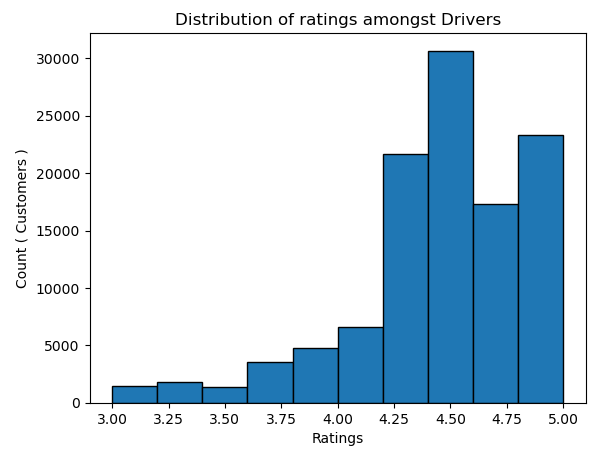 Distribution of ratings amongst Drivers
30000
25000
20000
15000
10000
5000
0
Count ( Customers )
3.00 3.25 3.50 3.75 4.00 4.25 4.50 4.75 5.00
Ratings